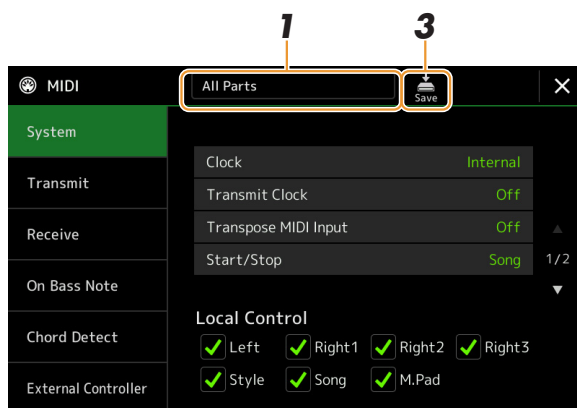 1 3
MIDI All Parts Save
System
Clock Internal
Transmit Transmit Clock Off
Receive Transpose MIDI Input Off
Start/Stop Song 1/2
On Bass Note
Local Control
Chord Detect Left Right1 Right2 Right3
External Controller Style Song M.Pad